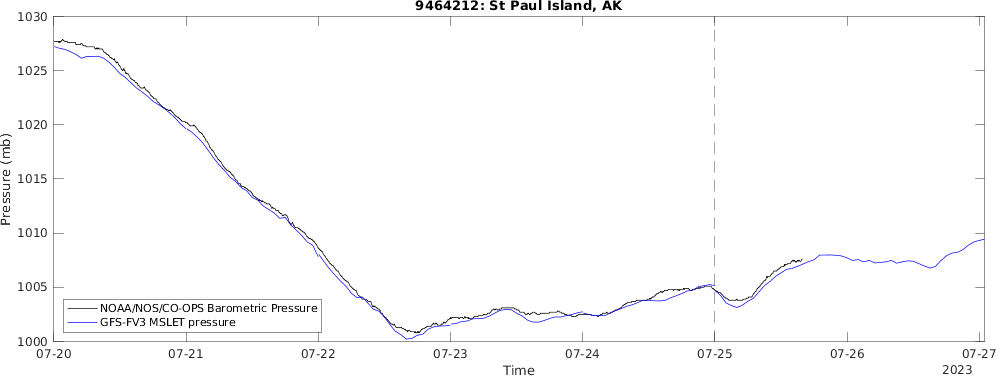 9464212: St Paul Island, AK
1030
1025
1020
1015
1010
1005
1000
Pressure (mb)
NOAA/NOS/CO-OPS Barometric Pressure
GFS-FV3 MSLET pressure
07-20 07-21 07-22 07-23 07-24 07-25 07-26 07-27
Time
2023